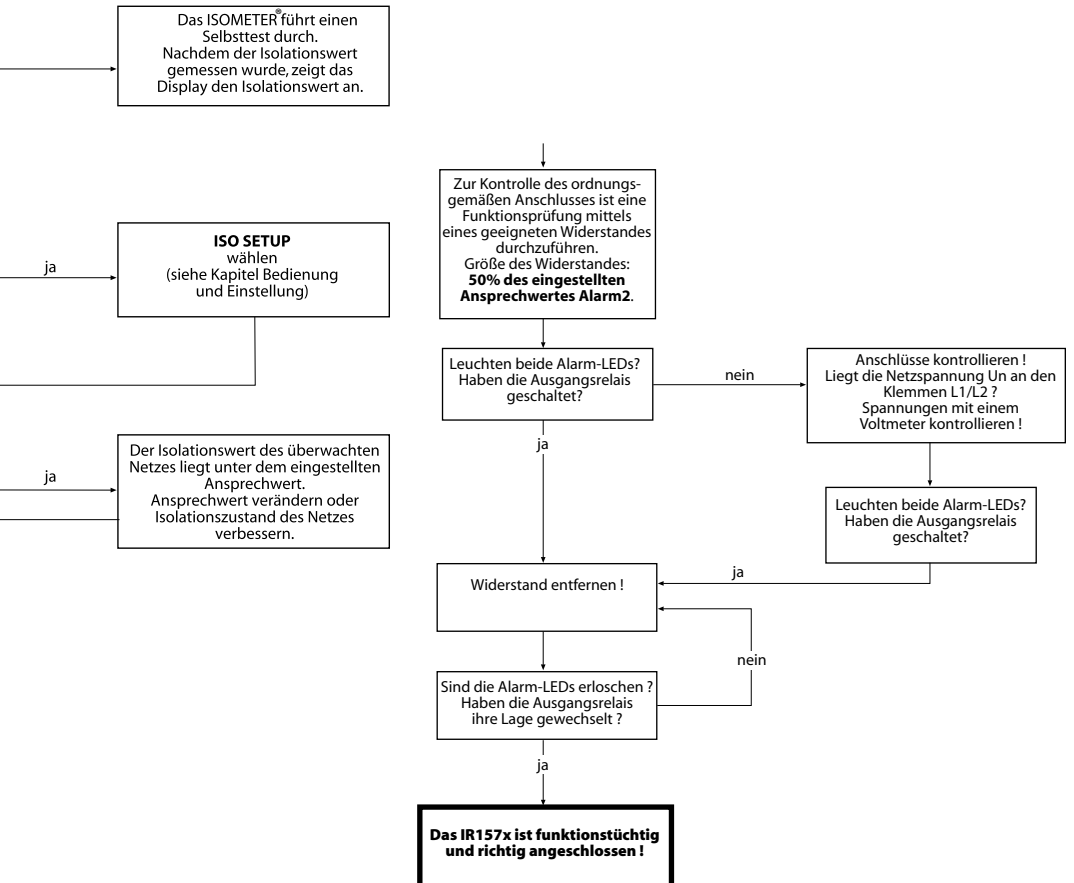 Das ISOMETER® führt einen
Selbsttest durch.
Nachdem der Isolationswert
gemessen wurde, zeigt das
Display den Isolationswert an.
ja
ISO SETUP
wählen
(siehe Kapitel Bedienung
und Einstellung)
ja
Der Isolationswert des überwachten
Netzes liegt unter dem eingestellten
Ansprechwert.
Ansprechwert verändern oder
Isolationszustand des Netzes
verbessern.
Zur Kontrolle des ordnungs-
gemäßen Anschlusses ist eine
Funktionsprüfung mittels
eines geeigneten Widerstandes
durchzuführen.
Größe des Widerstandes:
50% des eingestellten
Ansprechwertes Alarm2.
Leuchten beide Alarm-LEDs?
Haben die Ausgangsrelais
geschaltet?
nein
Anschlüsse kontrollieren !
Liegt die Netzspannung Un an den
Klemmen L1/L2 ?
Spannungen mit einem
Voltmeter kontrollieren !
ja
Leuchten beide Alarm-LEDs?
Haben die Ausgangsrelais
geschaltet?
ja
Widerstand entfernen !
nein
Sind die Alarm-LEDs erloschen ?
Haben die Ausgangsrelais
ihre Lage gewechselt ?
ja
Das IR157x ist funktionstüchtig
und richtig angeschlossen !